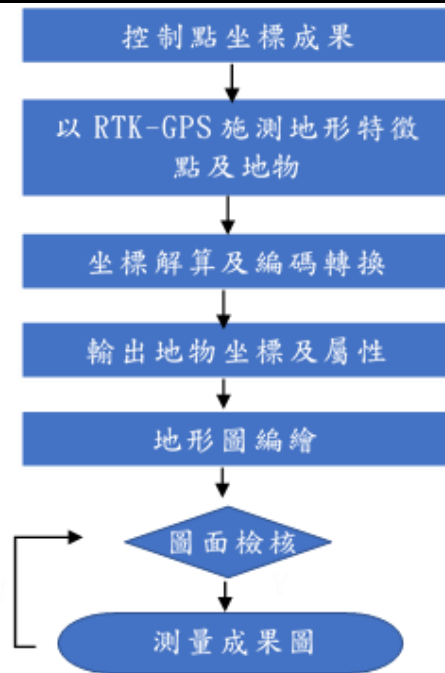 控制點坐標成果
以 RTK-GPS 施測地形特徵
點及地物
坐標解算及編碼轉換
輸出地物坐標及屬性
地形圖編繪
圖面檢核
測量成果圖